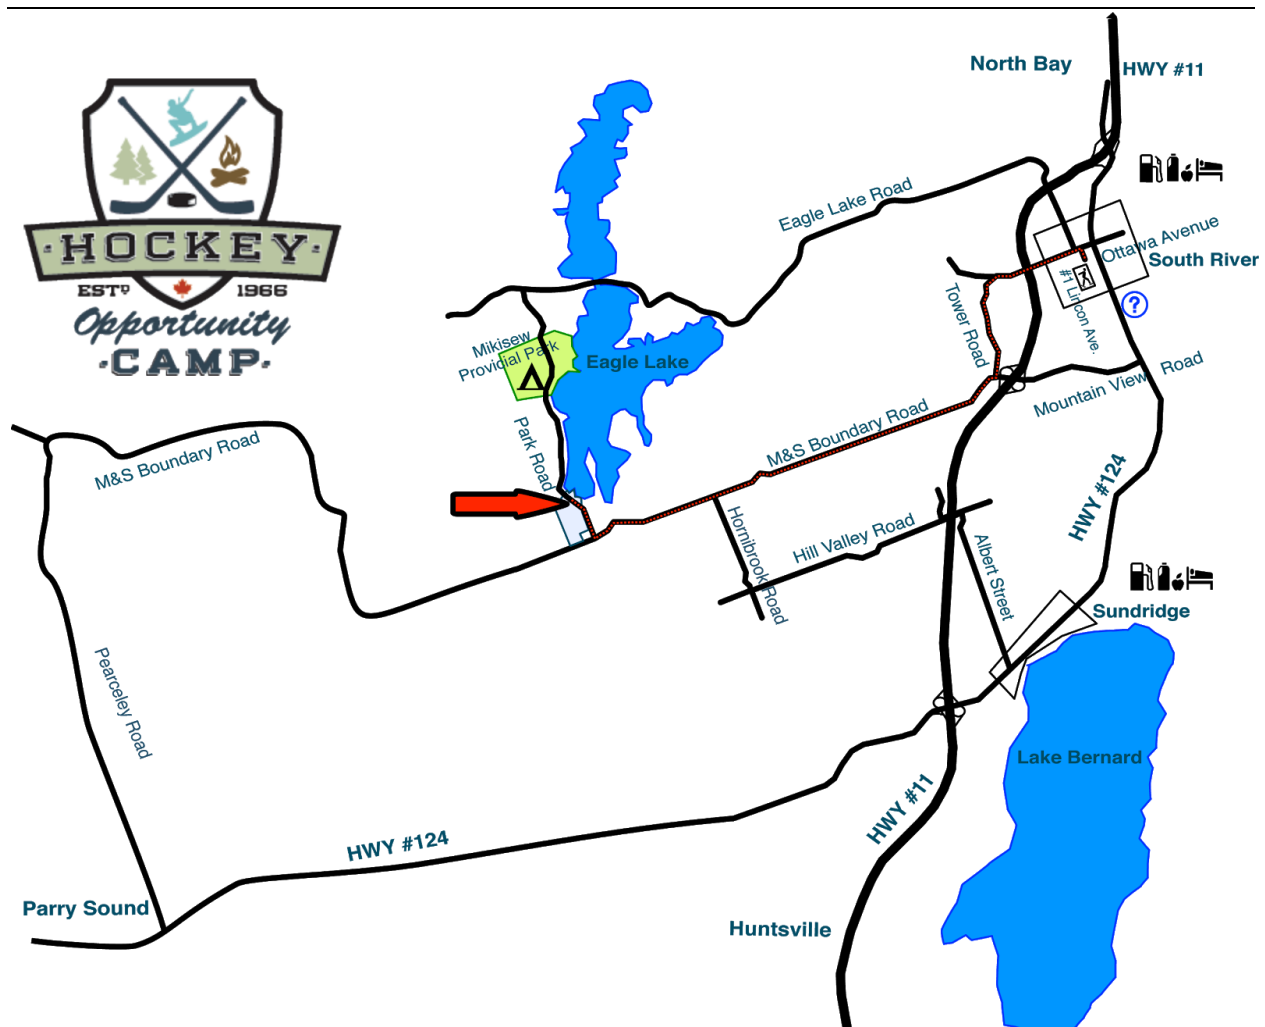 North Bay
HWY #11
HOCKEY
ESTD 1966
Opportunity
CAMP
Eagle Lake Road
Ottawa Avenue
South River
#1 Lincon Ave.
?
Tower Road
Mikisew
Provicial Park
Eagle Lake
Mountain View Road
Park Road
M&S Boundary Road
M&S Boundary Road
HWY #124
Hornibrook Road
Hill Valley Road
Albert Street
Sundridge
Pearceley Road
Lake Bernard
HWY #11
HWY #124
Parry Sound
Huntsville